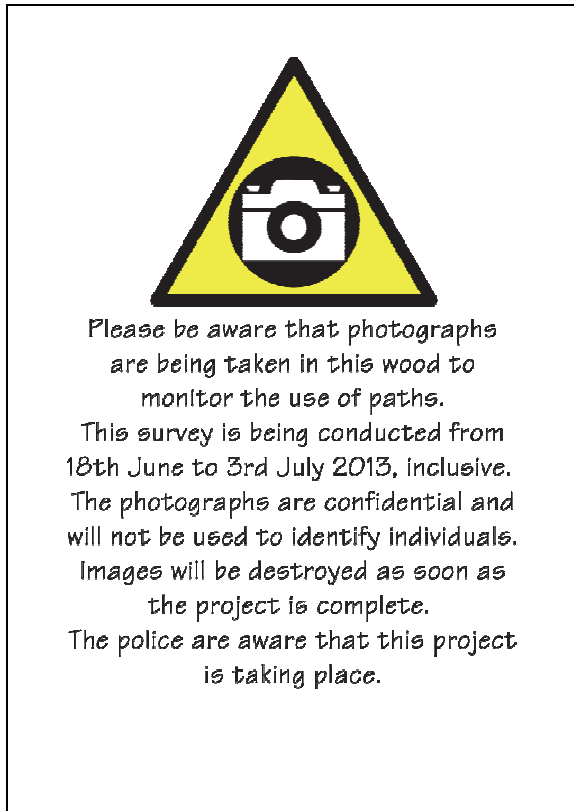 Please be aware that photographs
are being taken in this wood to
monitor the use of paths.
This survey is being conducted from
18th June to 3rd July 2013, inclusive.
The photographs are confidential and
will not be used to identify individuals.
Images will be destroyed as soon as
the project is complete.
The police are aware that this project
is taking place.